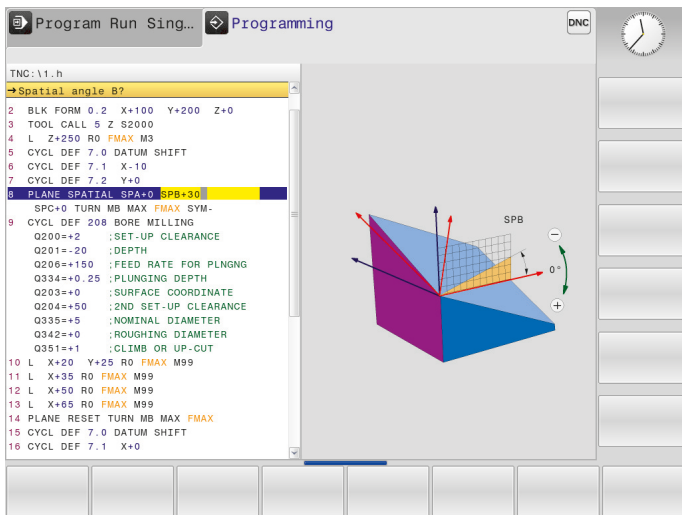 Program Run Sing... Programming DNC
TNC:\1.h
→Spatial angle B?
2 BLK FORM 0.2 X+100 Y+200 Z+0
3 TOOL CALL 5 Z S2000
4 L Z+250 R0 FMAX M3
5 CYCL DEF 7.0 DATUM SHIFT
6 CYCL DEF 7.1 X-10
7 CYCL DEF 7.2 Y+0
8 PLANE SPATIAL SPA+0 SPB+30
SPC+0 TURN MB MAX FMAX SYM-
9 CYCL DEF 208 BORE MILLING
Q200=+2 ;SET-UP CLEARANCE
Q201=-20 ;DEPTH
Q206=+150 ;FEED RATE FOR PLNGNG
Q334=+0.25 ;PLUNGING DEPTH
Q203=+0 ;SURFACE COORDINATE
Q204=+50 ;2ND SET-UP CLEARANCE
Q335=+5 ;NOMINAL DIAMETER
Q342=+0 ;ROUGHING DIAMETER
Q351=+1 ;CLIMB OR UP-CUT
10 L X+20 Y+25 R0 FMAX M99
11 L X+35 R0 FMAX M99
12 L X+50 R0 FMAX M99
13 L X+65 R0 FMAX M99
14 PLANE RESET TURN MB MAX FMAX
15 CYCL DEF 7.0 DATUM SHIFT
16 CYCL DEF 7.1 X+0
SPB
−
0°
+